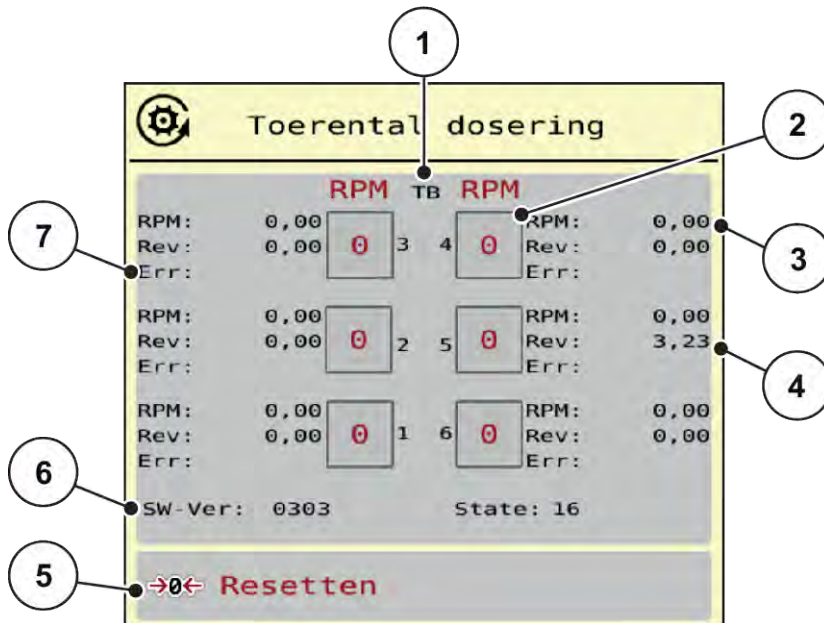 1
Toerental dosering
2
RPM TB RPM
RPM: 0,00 RPM: 0,00
Rev: 0,00 0 3 4 0 Rev: 0,00
Err: Err:
7
3
RPM: 0,00 RPM: 0,00
Rev: 0,00 0 2 5 0 Rev: 3,23
Err: Err:
4
RPM: 0,00 RPM: 0,00
Rev: 0,00 0 1 6 0 Rev: 0,00
Err: Err:
6
SW-Ver: 0303 State: 16
5
→0← Resetten